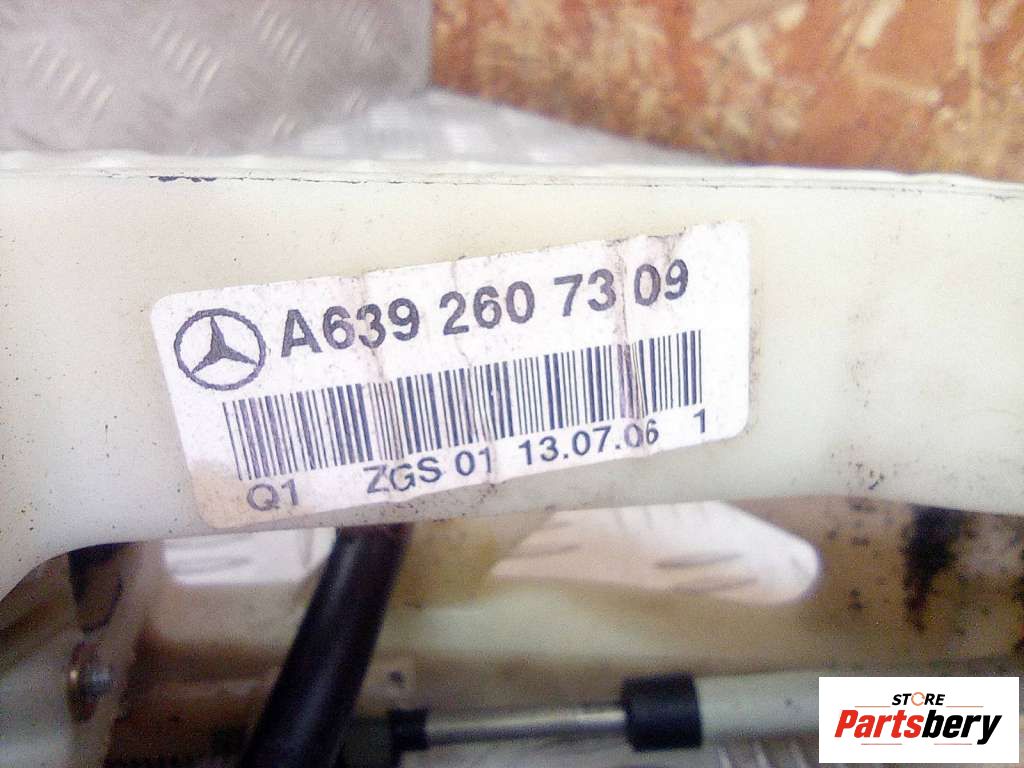 A639 260 73 09
Q1 ZGS 01 13.07.06 1
STORE
Partsbery